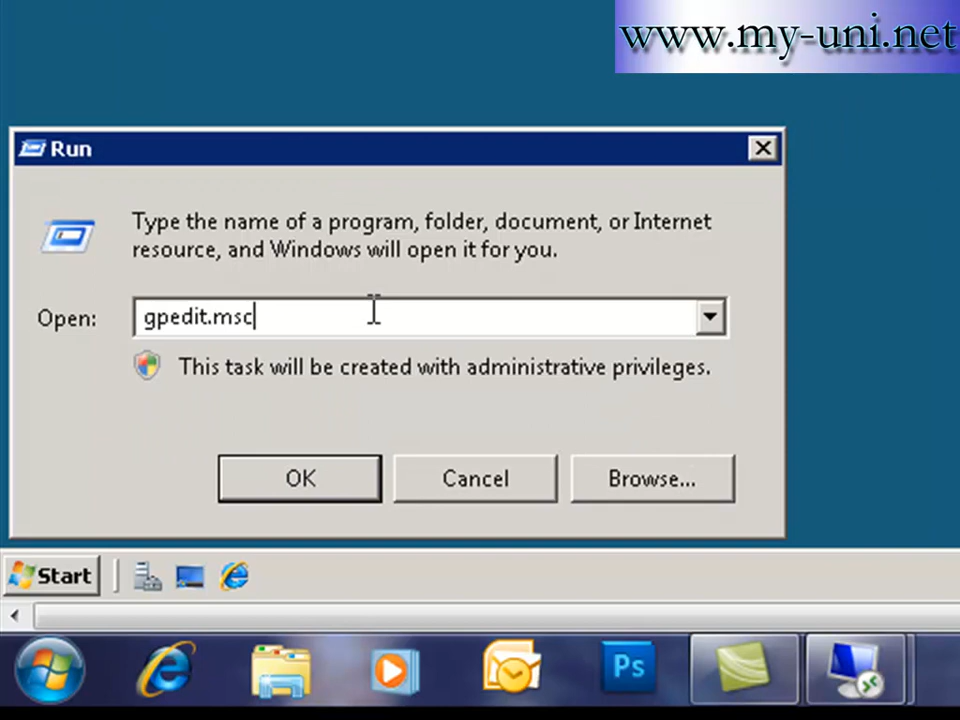 www.my-uni.net
Run
Type the name of a program, folder, document, or Internet
resource, and Windows will open it for you.
Open:
gpedit.msc
This task will be created with administrative privileges.
OK
Cancel
Browse...
Start
Ps